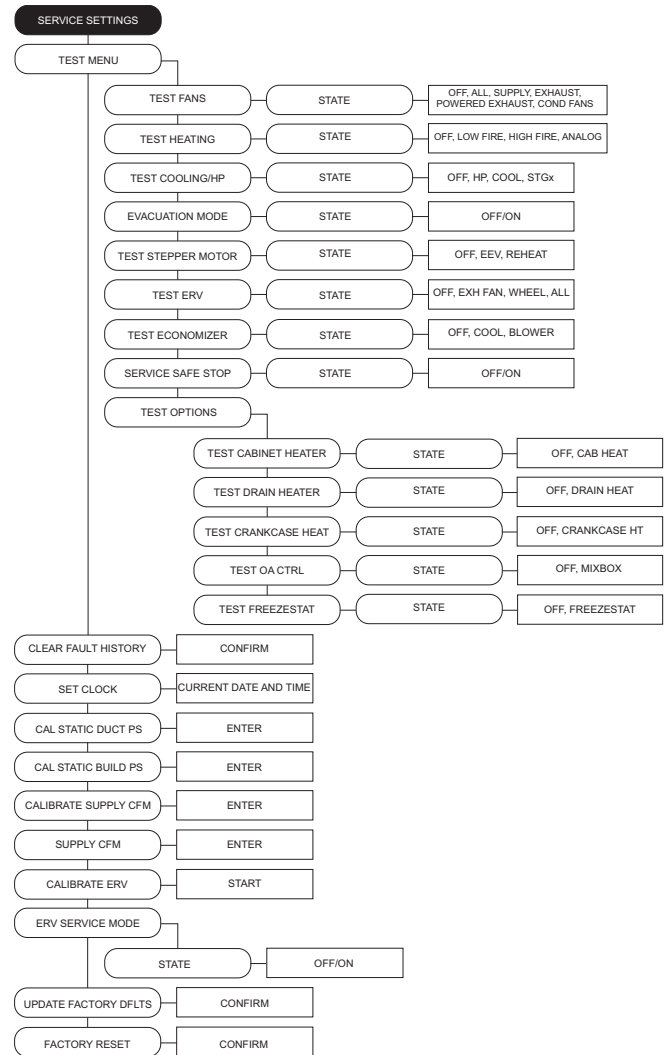 SERVICE SETTINGS
TEST MENU
TEST FANS
STATE
OFF, ALL, SUPPLY, EXHAUST,
POWERED EXHAUST, COND FANS
TEST HEATING
STATE
OFF, LOW FIRE, HIGH FIRE, ANALOG
TEST COOLING/HP
STATE
OFF, HP, COOL, STGx
EVACUATION MODE
STATE
OFF/ON
TEST STEPPER MOTOR
STATE
OFF, EEV, REHEAT
TEST ERV
STATE
OFF, EXH FAN, WHEEL, ALL
TEST ECONOMIZER
STATE
OFF, COOL, BLOWER
SERVICE SAFE STOP
STATE
OFF/ON
TEST OPTIONS
TEST CABINET HEATER
STATE
OFF, CAB HEAT
TEST DRAIN HEATER
STATE
OFF, DRAIN HEAT
TEST CRANKCASE HEAT
STATE
OFF, CRANKCASE HT
TEST OA CTRL
STATE
OFF, MIXBOX
TEST FREEZESTAT
STATE
OFF, FREEZESTAT
CLEAR FAULT HISTORY
CONFIRM
SET CLOCK
CURRENT DATE AND TIME
CAL STATIC DUCT PS
ENTER
CAL STATIC BUILD PS
ENTER
CALIBRATE SUPPLY CFM
ENTER
SUPPLY CFM
ENTER
CALIBRATE ERV
START
ERV SERVICE MODE
STATE
OFF/ON
UPDATE FACTORY DFLTS
CONFIRM
FACTORY RESET
CONFIRM